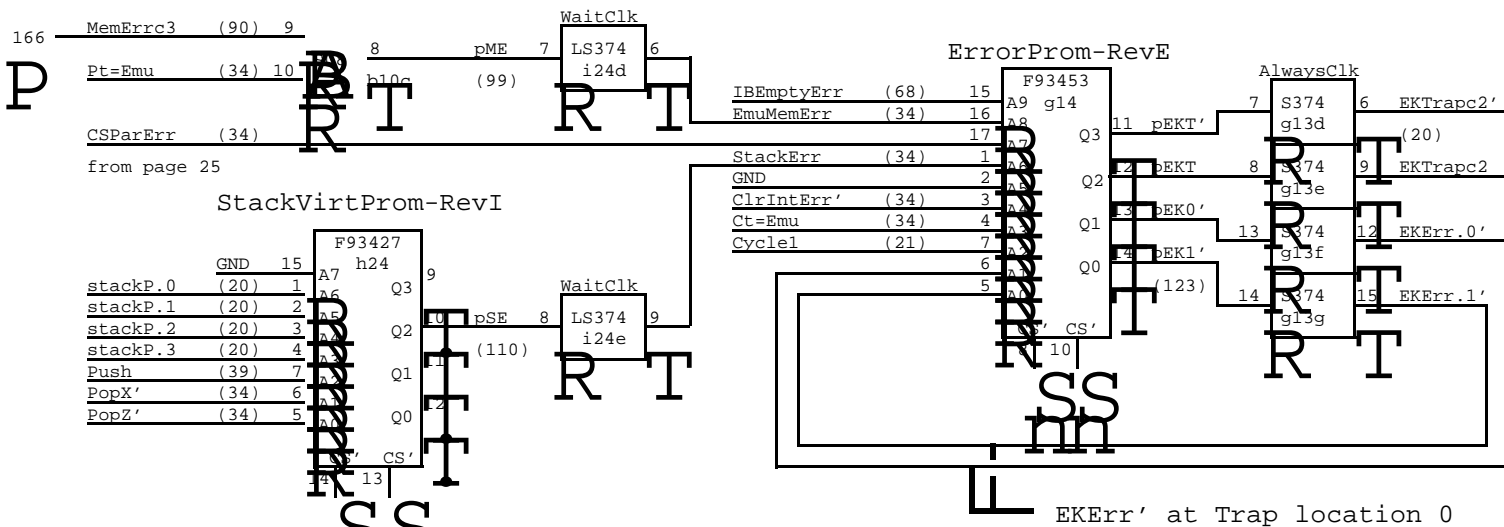 WaitClk
MemErrc3 (90) 9
166
8 pME 7 LS374 6
i24d
ErrorProm-RevE
P
Pt=Emu (34) 10
(99)
R T
F93453
g14
AlwaysClk
IBEmptyErr (68) 15 A9
EmuMemErr (34) 16 A8
7 S374 6 EKTrapc2'
g13d
Q3 11 pEKT'
(20)
CSParErr (34) 17
from page 25
StackErr (34) 1
Q2 12 pEKT 8 S374 9 EKTrapc2
g13e
GND 2
StackVirtProm-RevI
ClrIntErr' (34) 3
Ct=Emu (34) 4
Q1 13 pEK0' 13 S374 12 EKErr.0'
g13f
Cycle1 (21) 7
F93427
h24
6
Q0 14 pEK1'
(123)
GND 15 A7
Q3 9
5
14 S374 15 EKErr.1'
g13g
stackP.0 (20) 1
WaitClk
stackP.1 (20) 2
stackP.2 (20) 3
Q2 10 pSE 8 LS374 9
i24e
CS' CS'
10
stackP.3 (20) 4
(110)
R T
Push (39) 7
Q1
PopX' (34) 6
PopZ' (34) 5
Q0
CS' CS'
14 13
EKErr' at Trap location 0